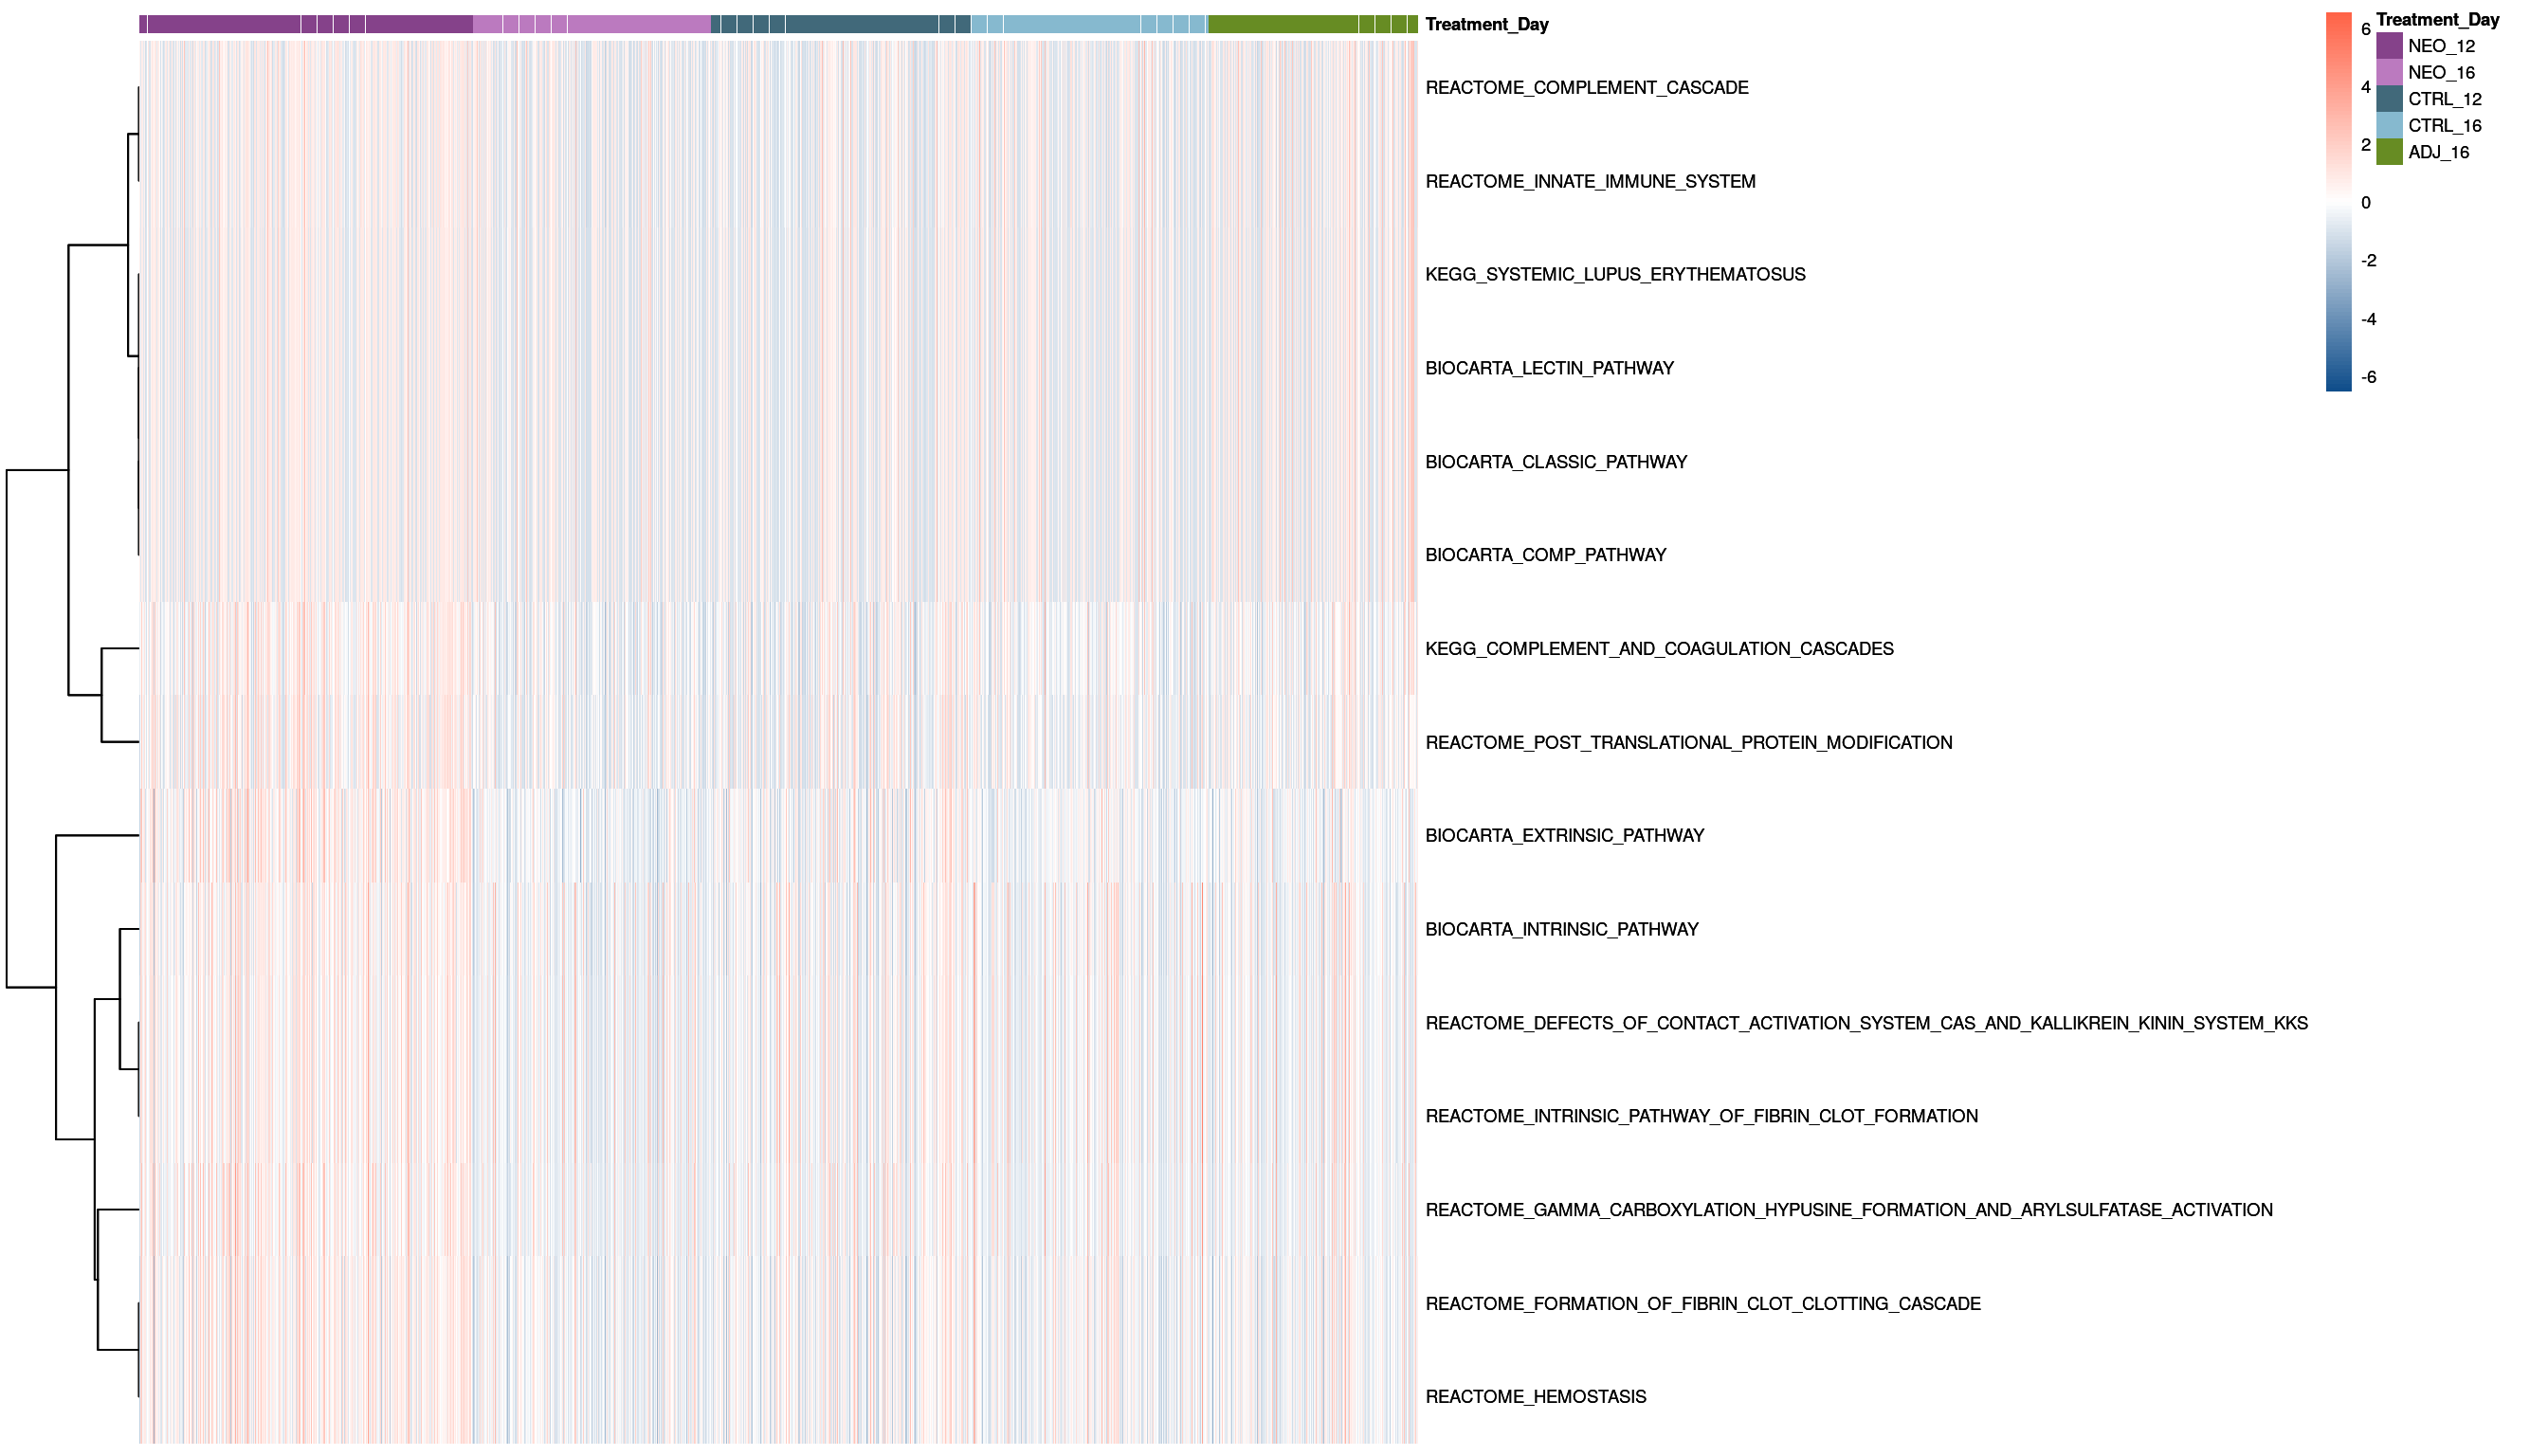 Treatment_Day
REACTOME_COMPLEMENT_CASCADE
REACTOME_INNATE_IMMUNE_SYSTEM
KEGG_SYSTEMIC_LUPUS_ERYTHEMATOSUS
BIOCARTA_LECTIN_PATHWAY
BIOCARTA_CLASSIC_PATHWAY
BIOCARTA_COMP_PATHWAY
KEGG_COMPLEMENT_AND_COAGULATION_CASCADES
REACTOME_POST_TRANSLATIONAL_PROTEIN_MODIFICATION
BIOCARTA_EXTRINSIC_PATHWAY
BIOCARTA_INTRINSIC_PATHWAY
REACTOME_DEFECTS_OF_CONTACT_ACTIVATION_SYSTEM_CAS_AND_KALLIKREIN_KININ_SYSTEM_KKS
REACTOME_INTRINSIC_PATHWAY_OF_FIBRIN_CLOT_FORMATION
REACTOME_GAMMA_CARBOXYLATION_HYPUSINE_FORMATION_AND_ARYLSULFATASE_ACTIVATION
REACTOME_FORMATION_OF_FIBRIN_CLOT_CLOTTING_CASCADE
REACTOME_HEMOSTASIS
6
4
2
0
-2
-4
-6
Treatment_Day
NEO_12
NEO_16
CTRL_12
CTRL_16
ADJ_16